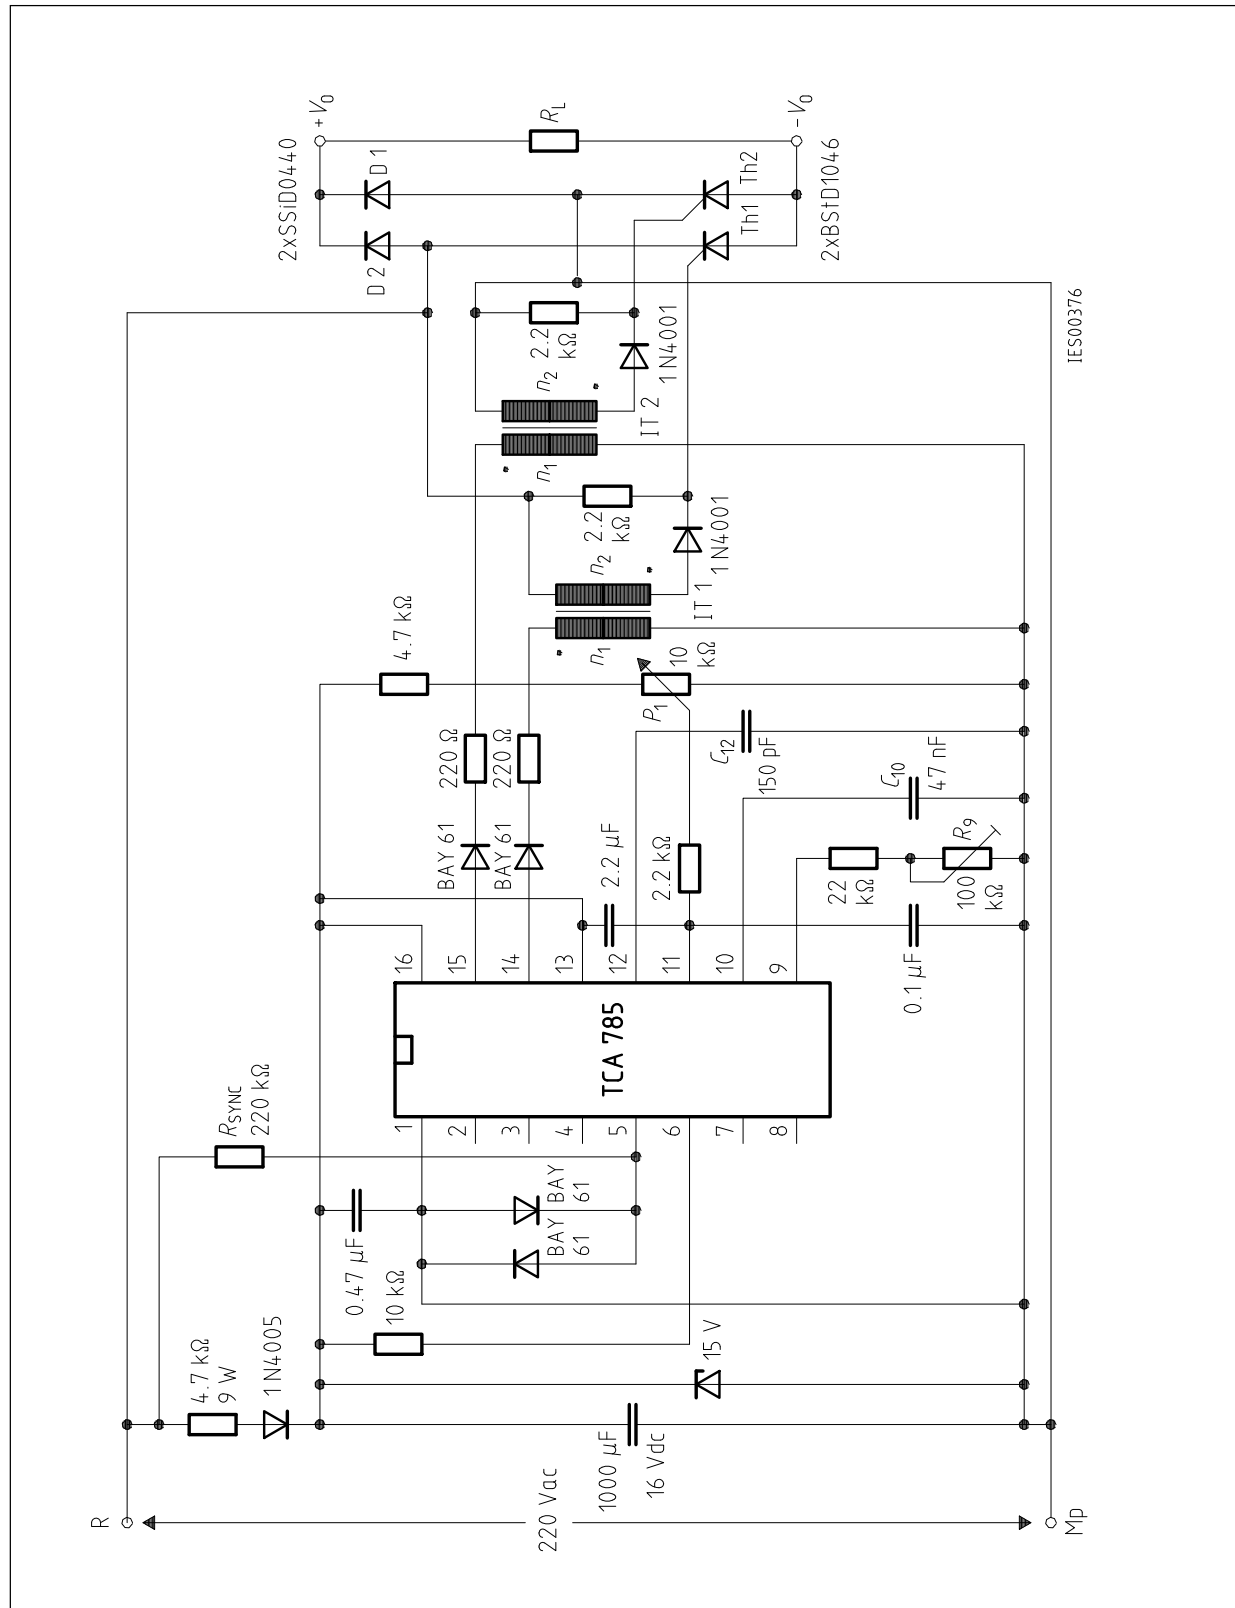 R
220 Vac
Mp
4.7 kΩ
9 W
1N4005
1000 µF
16 Vdc
15 V
10 kΩ
0.47 µF
BAY
61
BAY
61
RSYNC
220 kΩ
1
2
3
4
5
6
7
8
TCA 785
16
15
14
13
12
11
10
9
BAY 61
BAY 61
220 Ω
220 Ω
2.2 µF
2.2 kΩ
0.1 µF
22
kΩ
100
kΩ
R9
C10
47 nF
C12
150 pF
4.7 kΩ
P1
10
kΩ
n1
n2
IT 1
2.2
kΩ
1N4001
n1
n2
IT 2
2.2
kΩ
1N4001
2xSSiD0440
D 2
D 1
+V0
RL
-V0
Th1
Th2
2xBStD1046
IES00376